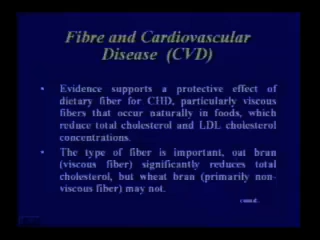 Fibre and Cardiovascular
Disease (CVD)
• Evidence supports a protective effect of
dietary fiber for CHD, particularly viscous
fibers that occur naturally in foods, which
reduce total cholesterol and LDL cholesterol
concentrations.
• The type of fiber is important, oat bran
(viscous fiber) significantly reduces total
cholesterol, but wheat bran (primarily non-
viscous fiber) may not.
contd..